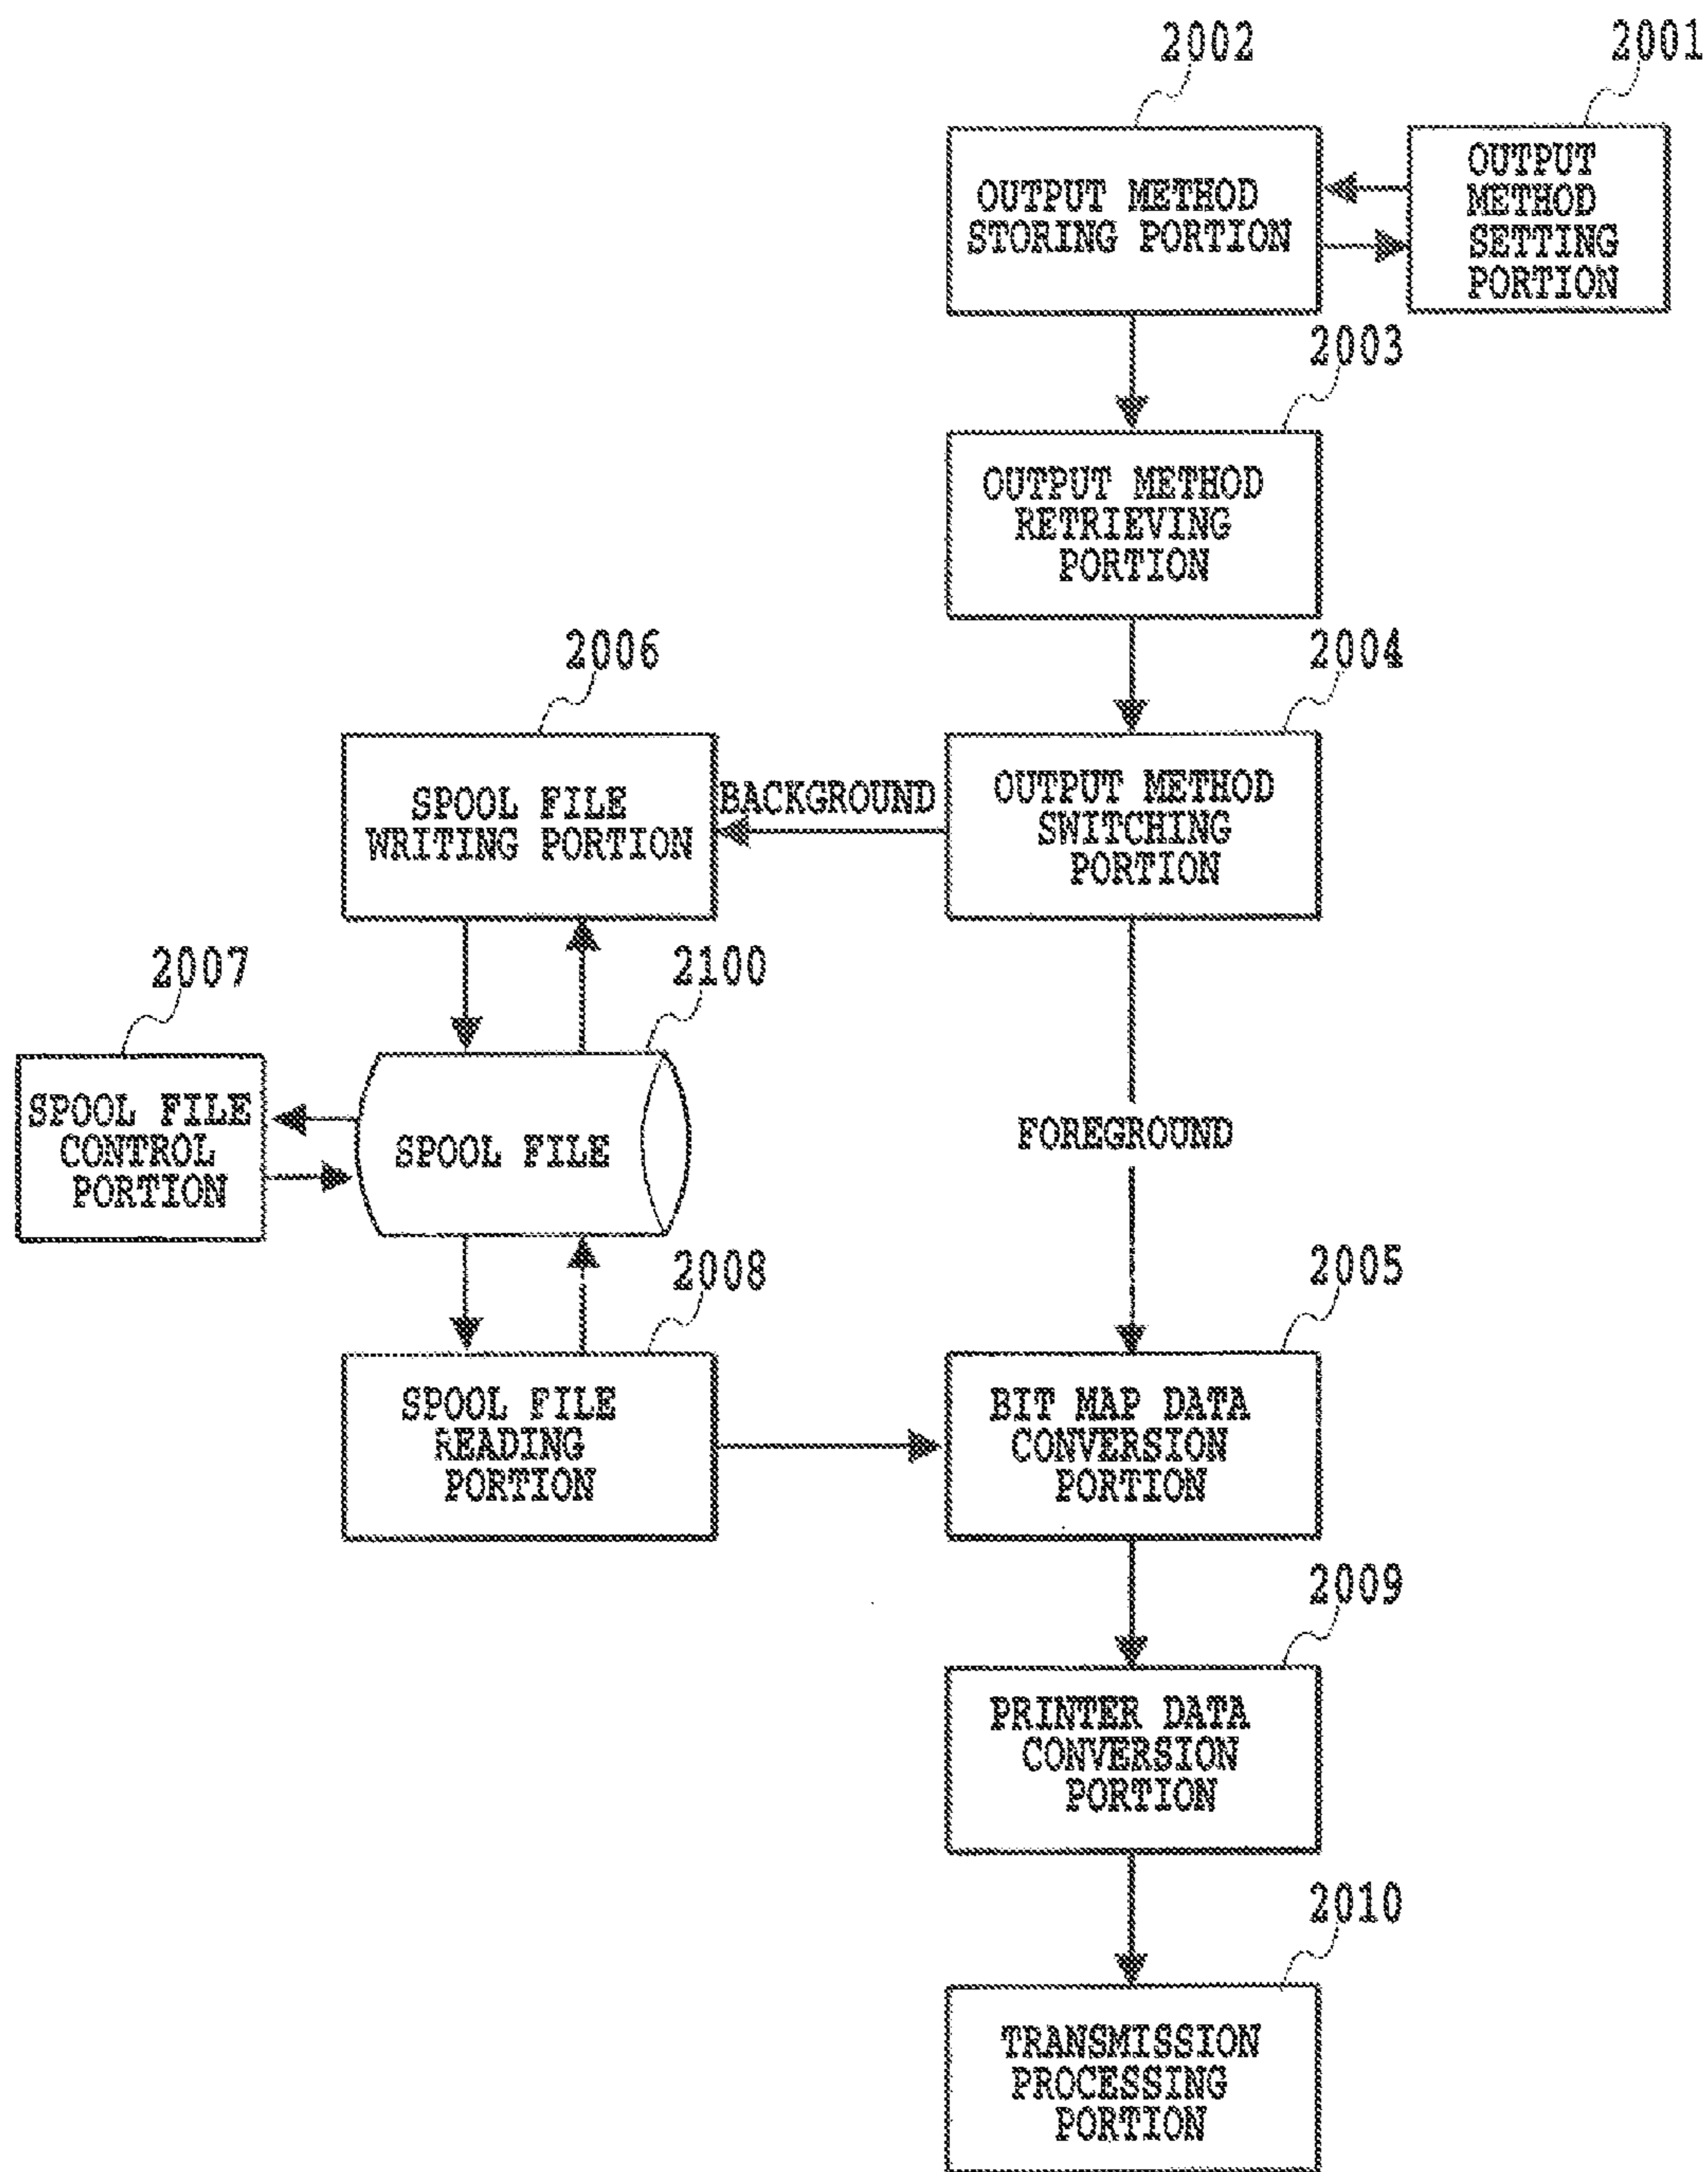 2002
2001
OUTPUT METHOD
STORING PORTION
OUTPUT
METHOD
SETTING
PORTION
2003
OUTPUT METHOD
RETRIEVING
PORTION
2006
2004
SPOOL FILE
WRITING PORTION
BACKGROUND
OUTPUT METHOD
SWITCHING
PORTION
2007
2100
SPOOL FILE
CONTROL
PORTION
SPOOL FILE
FOREGROUND
2008
2005
SPOOL FILE
READING
PORTION
BIT MAP DATA
CONVERSION
PORTION
2009
PRINTER DATA
CONVERSION
PORTION
2010
TRANSMISSION
PROCESSING
PORTION